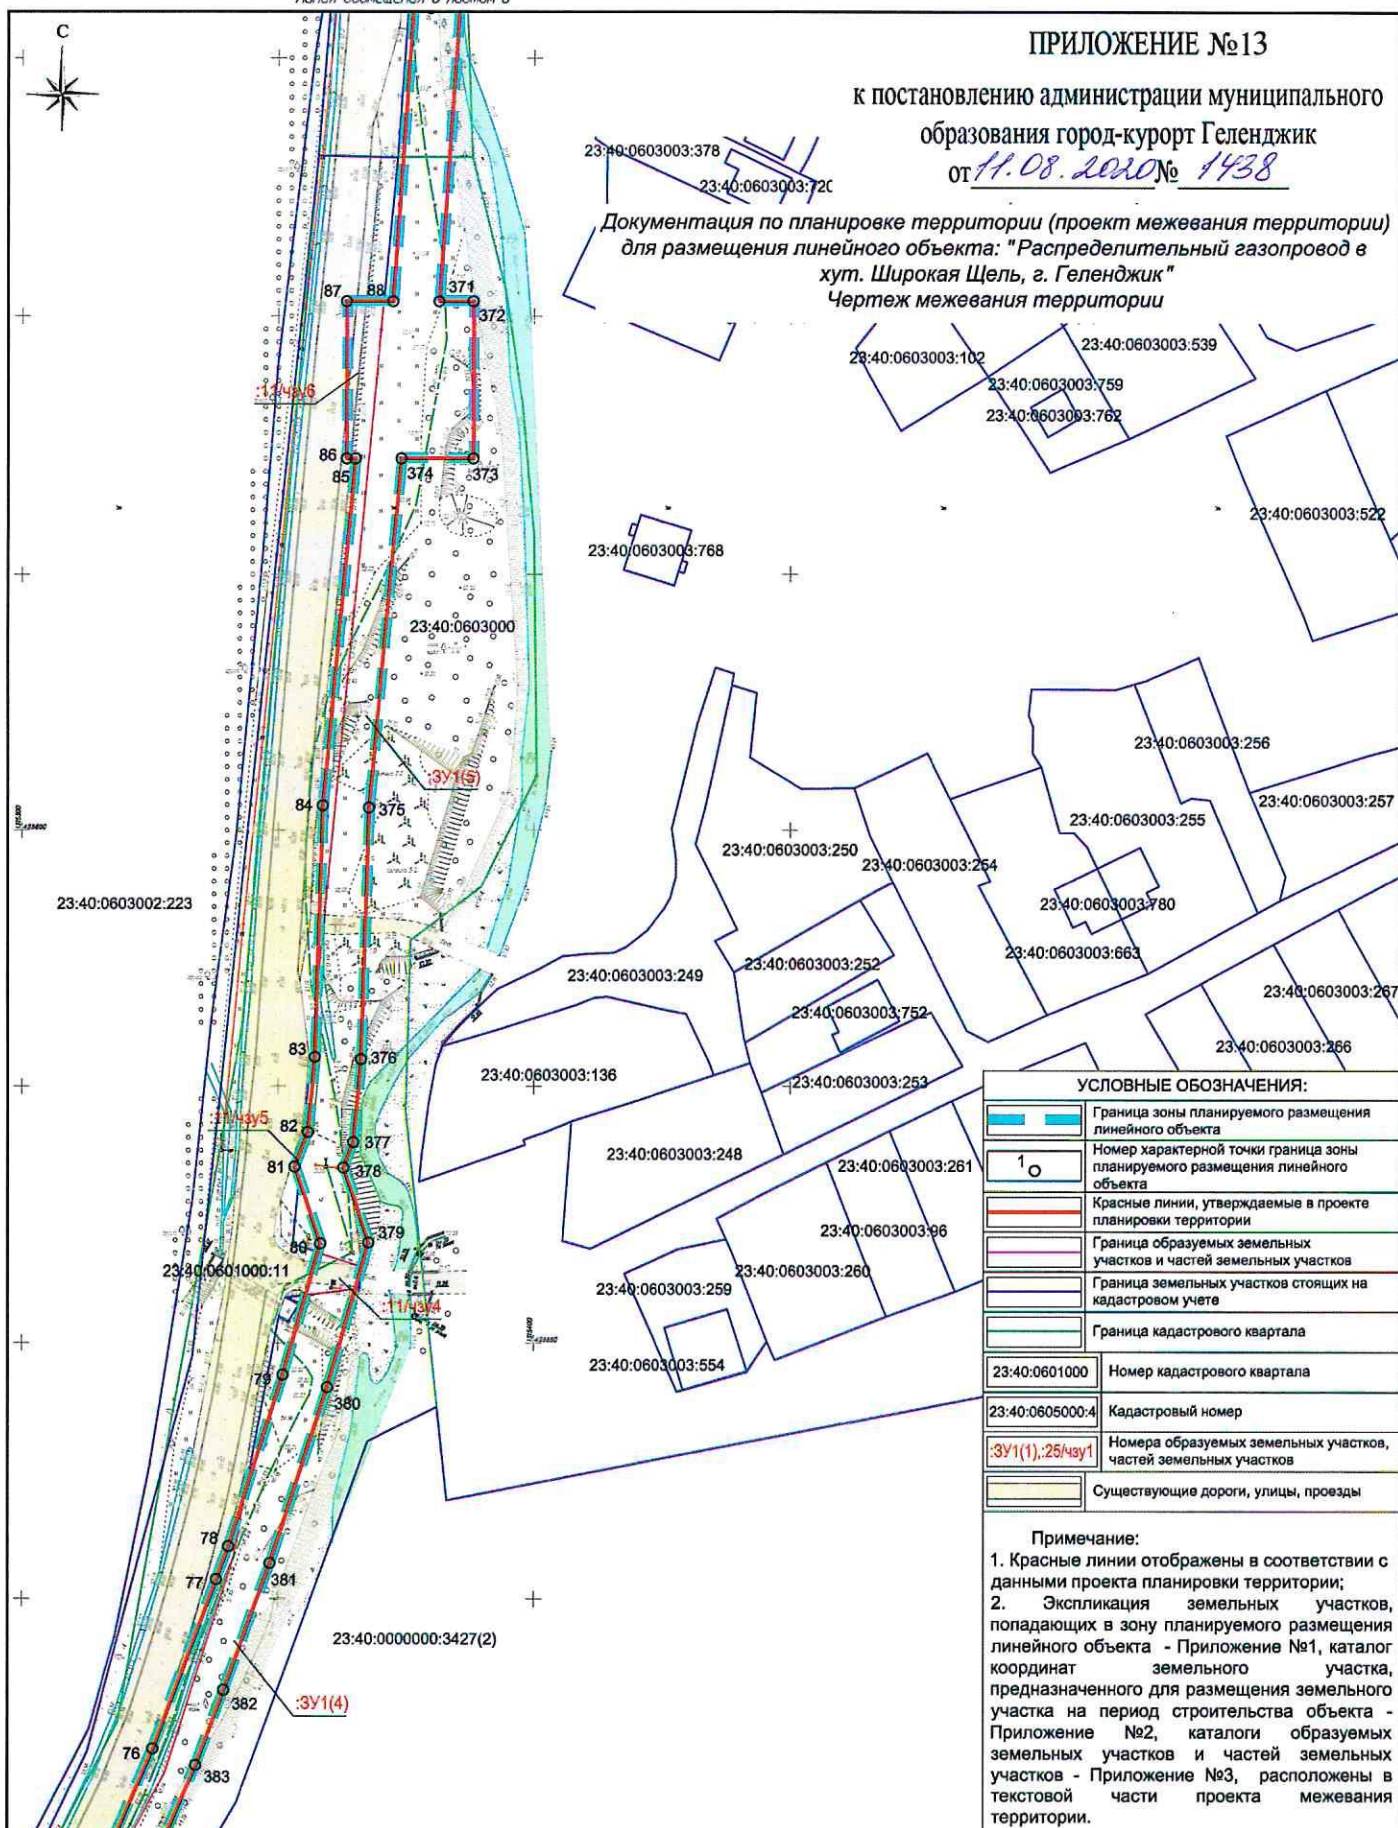 С
ПРИЛОЖЕНИЕ №13
к постановлению администрации муниципального
образования город-курорт Геленджик
от 11.08.2020 № 1438
Документация по планировке территории (проект межевания территории)
для размещения линейного объекта: "Распределительный газопровод в
хут. Широкая Щель, г. Геленджик"
Чертеж межевания территории
23:40:0603003:378
23:40:0603003:720
87
88
371
372
23:40:0603003:102
23:40:0603003:539
23:40:0603003:759
23:40:0603003:762
:11/чзу6
86
85
374
373
23:40:0603003:522
23:40:0603003:768
23:40:0603000
23:40:0603003:256
:ЗУ1(5)
84
375
23:40:0603003:257
23:40:0603003:255
23:40:0603003:250
23:40:0603003:254
23:40:0603002:223
23:40:0603003:780
23:40:0603003:663
23:40:0603003:252
23:40:0603003:249
23:40:0603003:267
23:40:0603003:752
23:40:0603003:266
83
376
23:40:0603003:136
23:40:0603003:253
:11/чзу5
82
377
81
378
23:40:0603003:248
23:40:0603003:261
80
379
23:40:0603003:96
23:40:0601000:11
23:40:0603003:260
23:40:0603003:259
:11/чзу4
23:40:0603003:554
79
380
78
381
77
23:40:0000000:3427(2)
382
:ЗУ1(4)
76
383
УСЛОВНЫЕ ОБОЗНАЧЕНИЯ:
Граница зоны планируемого размещения
линейного объекта
1
Номер характерной точки граница зоны
планируемого размещения линейного
объекта
Красные линии, утверждаемые в проекте
планировки территории
Граница образуемых земельных
участков и частей земельных участков
Граница земельных участков стоящих на
кадастровом учете
Граница кадастрового квартала
23:40:0601000 Номер кадастрового квартала
23:40:0605000:4 Кадастровый номер
:ЗУ1(1),:25/чзу1
Номера образуемых земельных участков,
частей земельных участков
Существующие дороги, улицы, проезды
Примечание:
1. Красные линии отображены в соответствии с
данными проекта планировки территории;
2. Экспликация земельных участков,
попадающих в зону планируемого размещения
линейного объекта - Приложение №1, каталог
координат земельного участка,
предназначенного для размещения земельного
участка на период строительства объекта -
Приложение №2, каталоги образуемых
земельных участков и частей земельных
участков - Приложение №3, расположены в
текстовой части проекта межевания
территории.